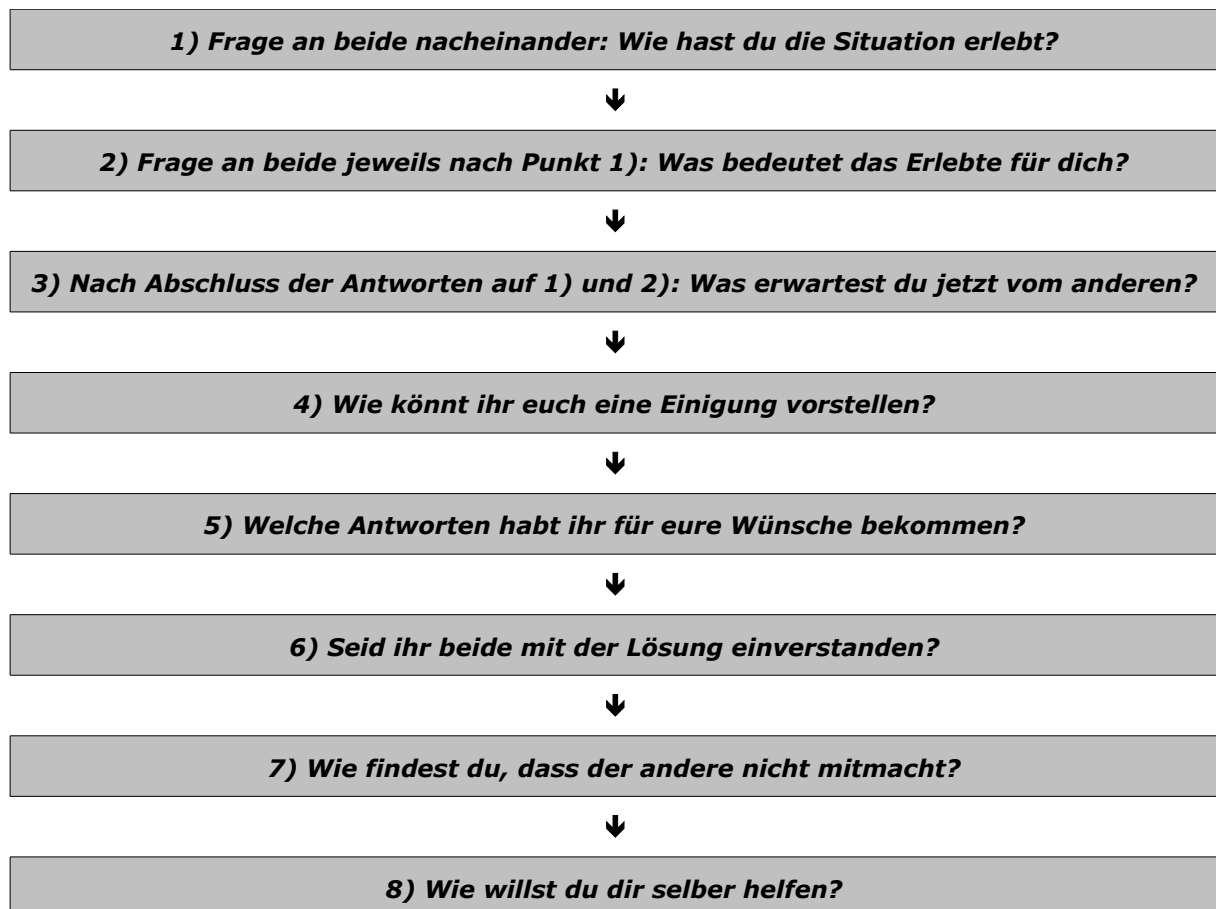 1) Frage an beide nacheinander: Wie hast du die Situation erlebt?
2) Frage an beide jeweils nach Punkt 1): Was bedeutet das Erlebte für dich?
3) Nach Abschluss der Antworten auf 1) und 2): Was erwartest du jetzt vom anderen?
4) Wie könnt ihr euch eine Einigung vorstellen?
5) Welche Antworten habt ihr für eure Wünsche bekommen?
6) Seid ihr beide mit der Lösung einverstanden?
7) Wie findest du, dass der andere nicht mitmacht?
8) Wie willst du dir selber helfen?